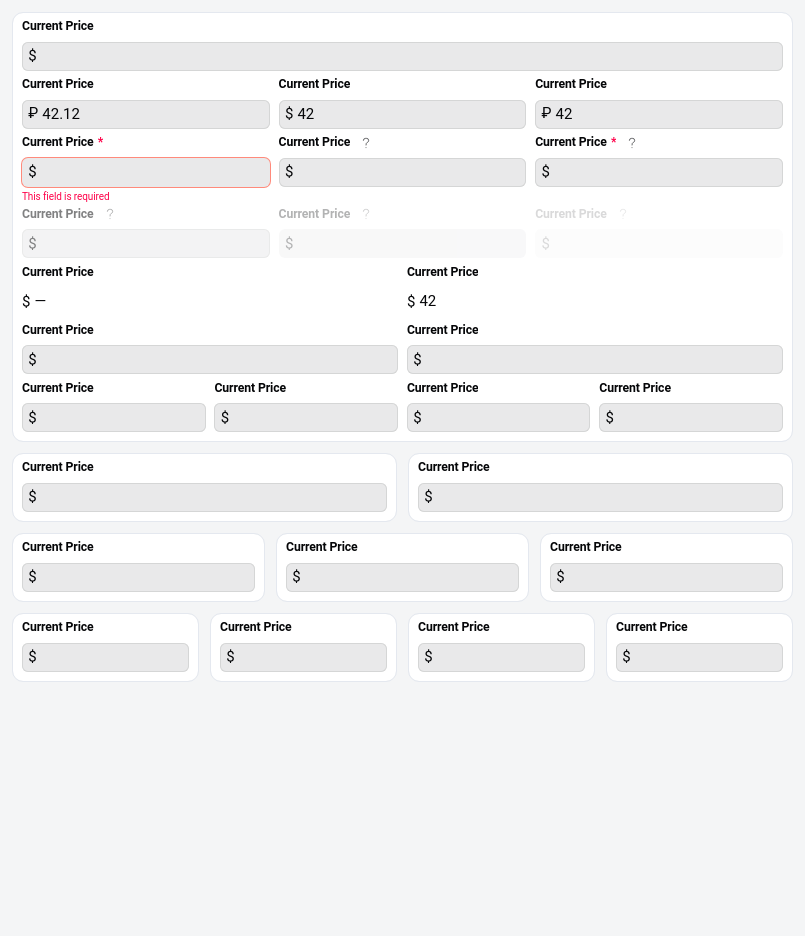 Current Price
$
Current Price Current Price Current Price
₽ 42.12 $ 42 ₽ 42
Current Price * Current Price ? Current Price * ?
$ $ $
This field is required
Current Price ? Current Price ? Current Price ?
$ $ $
Current Price Current Price
$ — $ 42
Current Price Current Price
$ $
Current Price Current Price Current Price Current Price
$ $ $ $
Current Price Current Price
$ $
Current Price Current Price Current Price
$ $ $
Current Price Current Price Current Price Current Price
$ $ $ $